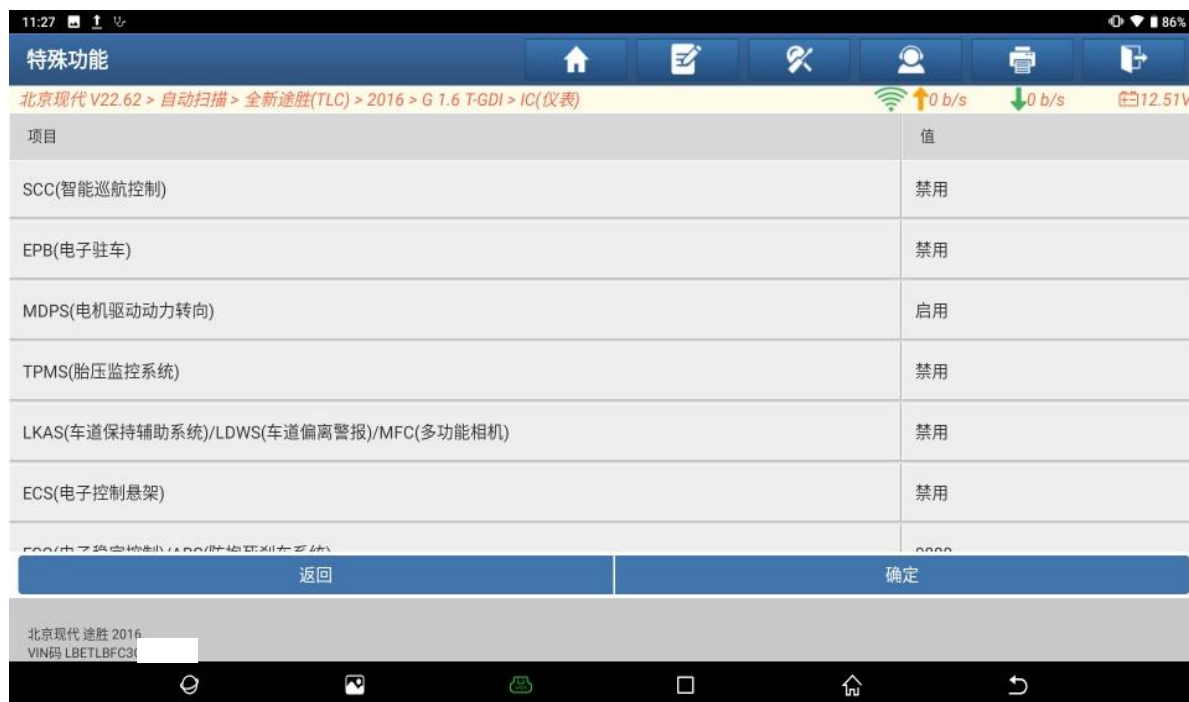 11:27 86%
特殊功能
北京现代 V22.62 > 自动扫描 > 全新途胜(TLC) > 2016 > G 1.6 T-GDI > IC(仪表) 0 b/s 0 b/s 12.51V
项目 值
SCC(智能巡航控制) 禁用
EPB(电子驻车) 禁用
MDPS(电机驱动动力转向) 启用
TPMS(胎压监控系统) 禁用
LKAS(车道保持辅助系统)/LDWS(车道偏离警报)/MFC(多功能相机) 禁用
ECS(电子控制悬架) 禁用
返回 确定
北京现代 途胜 2016
VIN码 LBETLBFC3